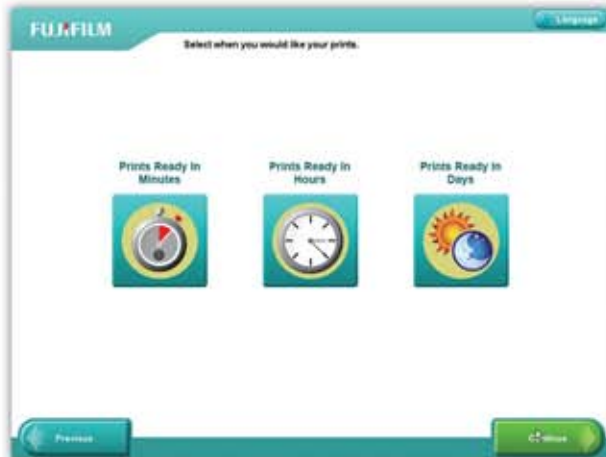 FUJIFILM
Language
Select when you would like your prints.
Prints Ready In
Minutes
Prints Ready In
Hours
Prints Ready In
Days
Previous
Continue